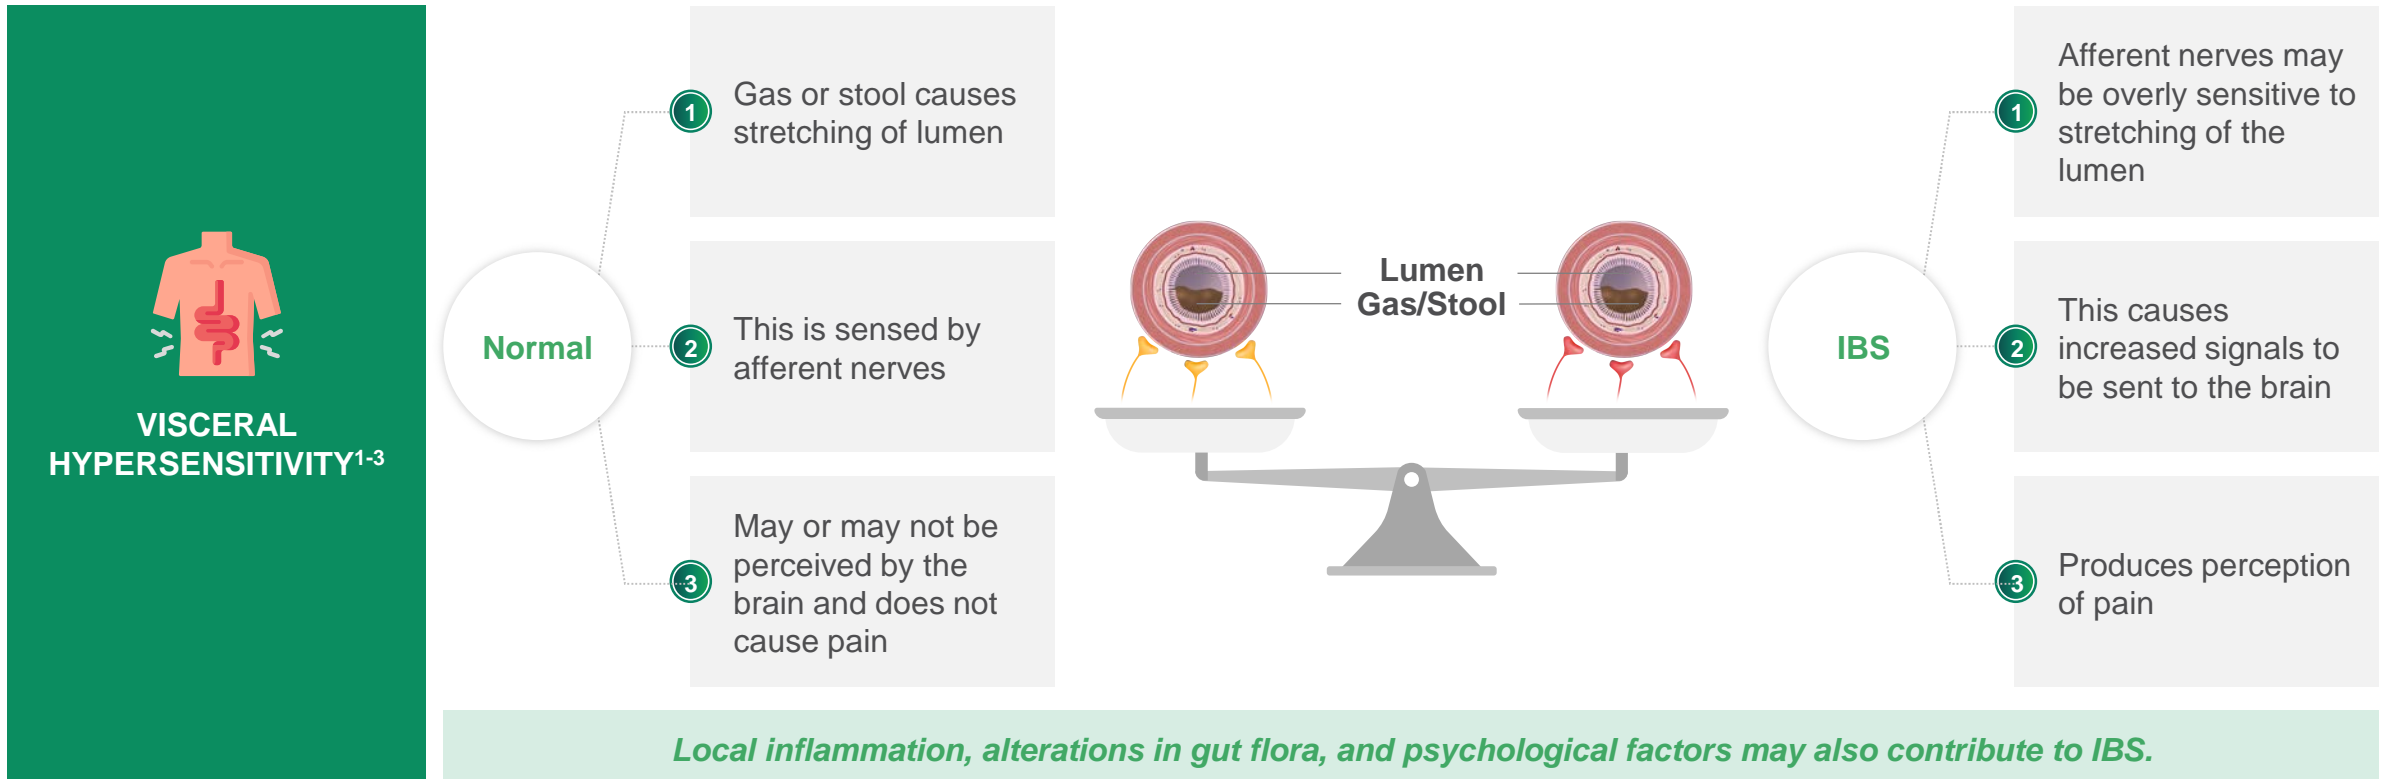 VISCERAL
HYPERSENSITIVITY1-3
Normal
1
Gas or stool causes
stretching of lumen
2
This is sensed by
afferent nerves
3
May or may not be
perceived by the
brain and does not
cause pain
Lumen
Gas/Stool
IBS
1
Afferent nerves may
be overly sensitive to
stretching of the
lumen
2
This causes
increased signals to
be sent to the brain
3
Produces perception
of pain
Local inflammation, alterations in gut flora, and psychological factors may also contribute to IBS.